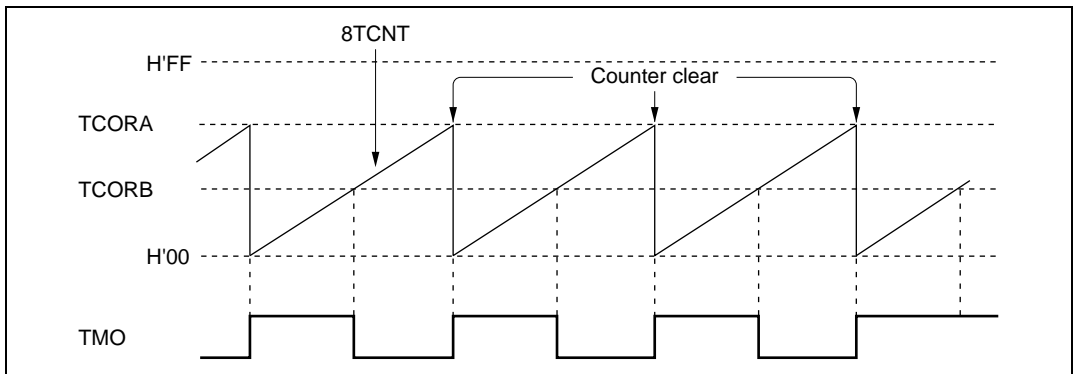 8TCNT
H'FF
Counter clear
TCORA
TCORB
H'00
TMO